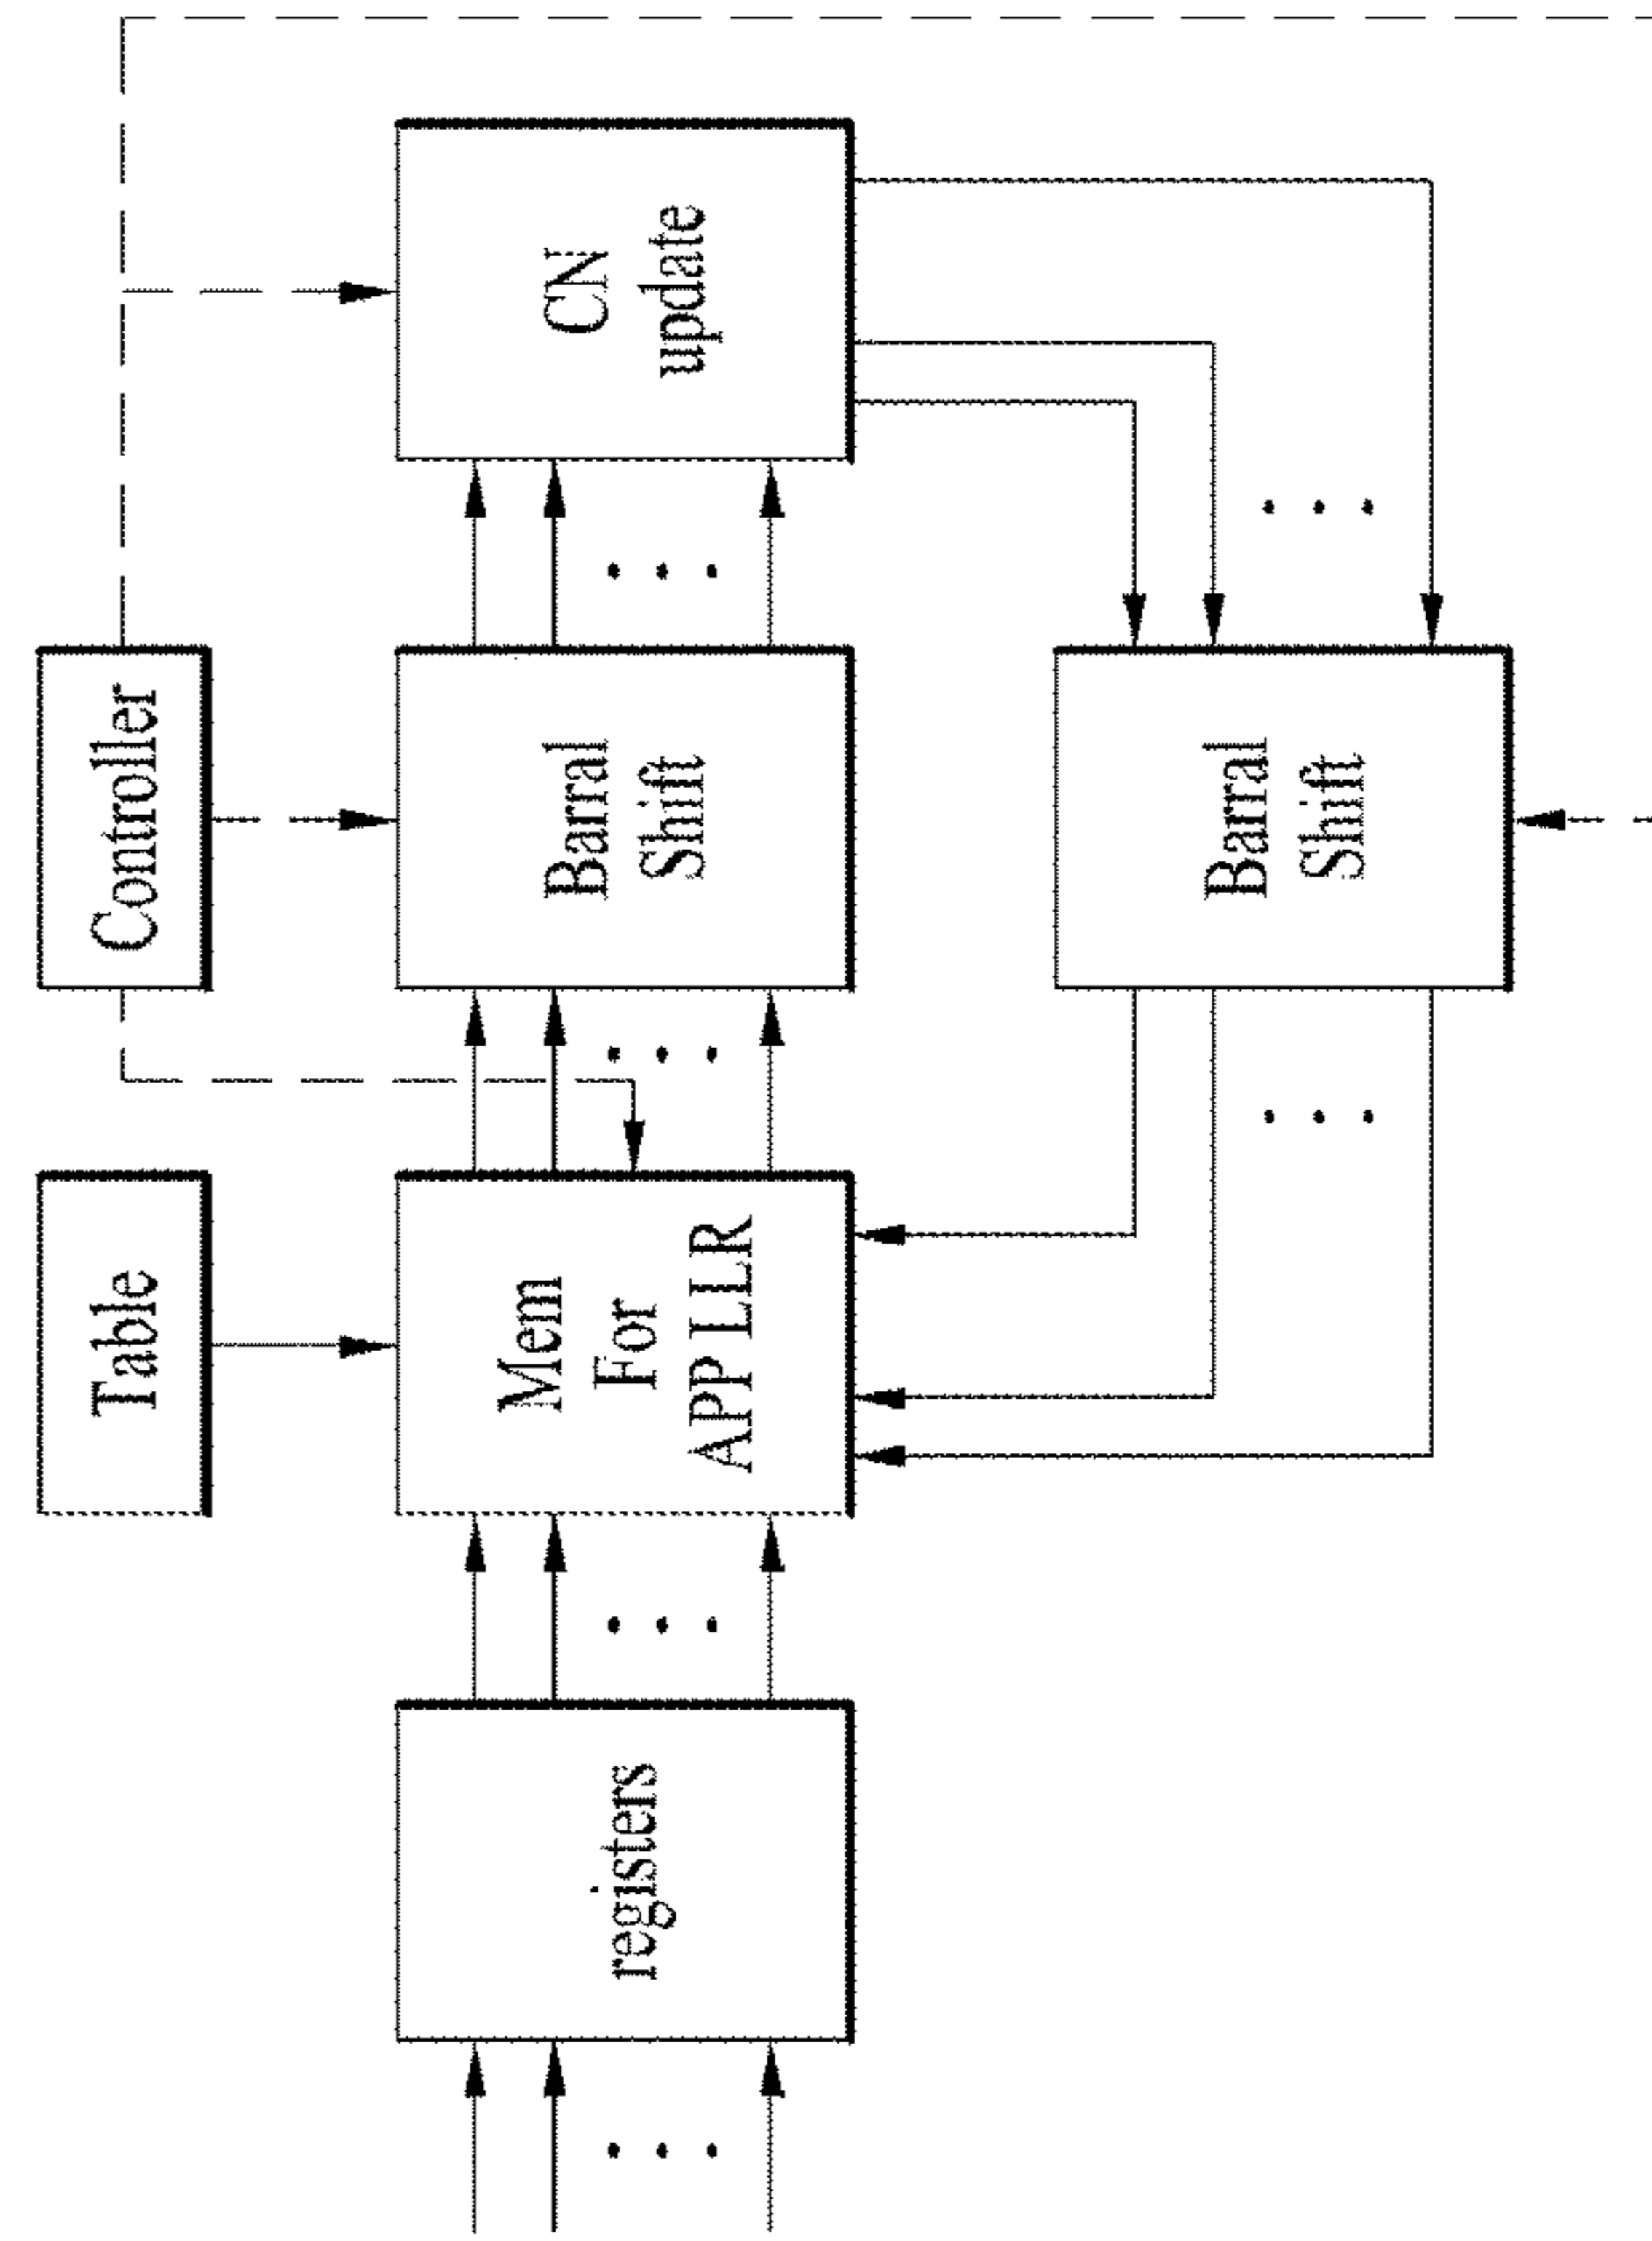 Table
Controller
registers
Mem
For
APP LLR
Barral
Shift
CN
update
Barral
Shift